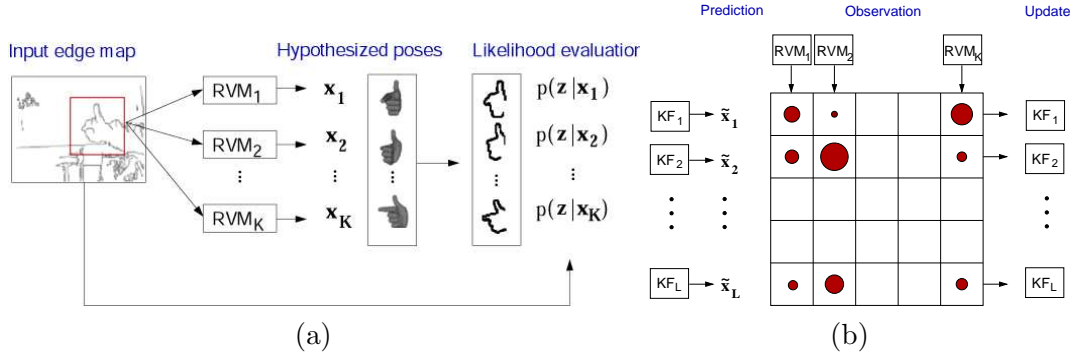 Input edge map
Hypothesized poses
Likelihood evaluatior
RVM1
x1
p(z|x1)
RVM2
x2
p(z|x2)
⋮ ⋮ ⋮ ⋮ ⋮
RVMK
xK
p(z|xK)
(a)
Prediction
Observation
Update
RVM1
RVM2
RVMK
KF1
x̃1
KF1
KF2
x̃2
KF2
⋮ ⋮ ⋮
KFL
x̃L
KFL
(b)